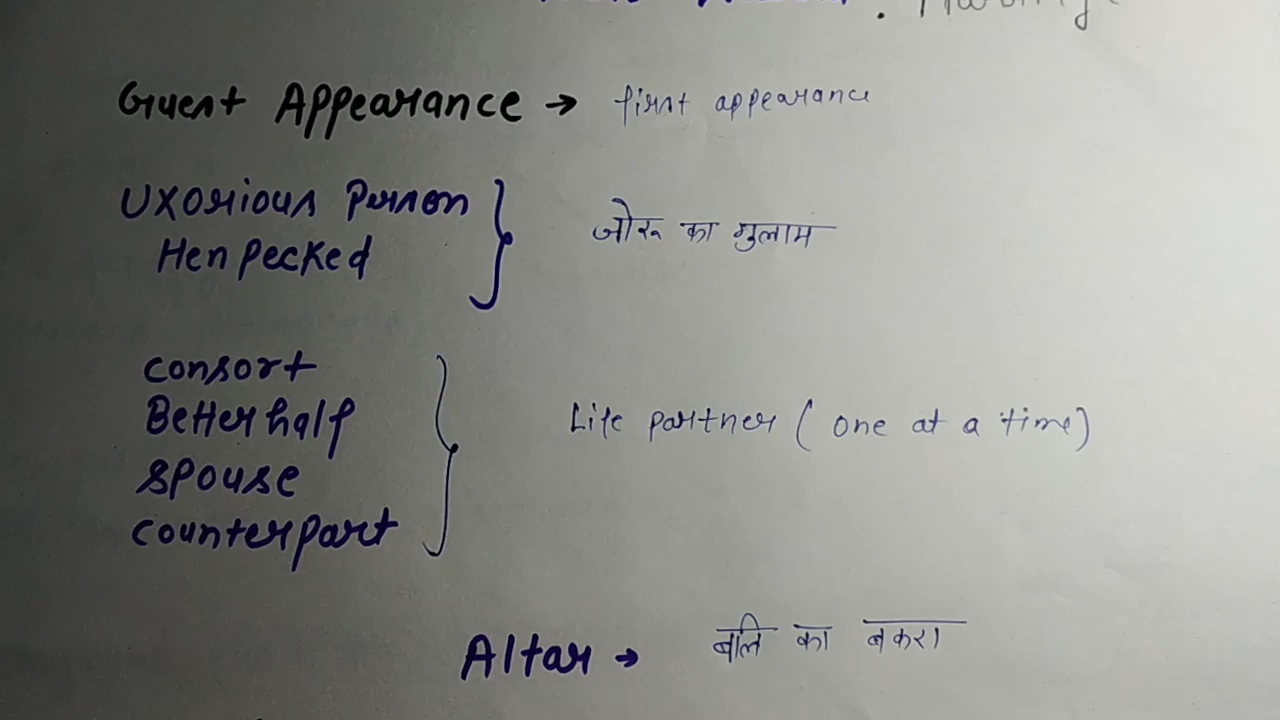 Guest Appearance → first appearance
Uxorious Person
Henpecked
जोरू का गुलाम
Consort
Better half
Spouse
Counterpart
Life partner ( one at a time)
Altar → बलि का बकरा